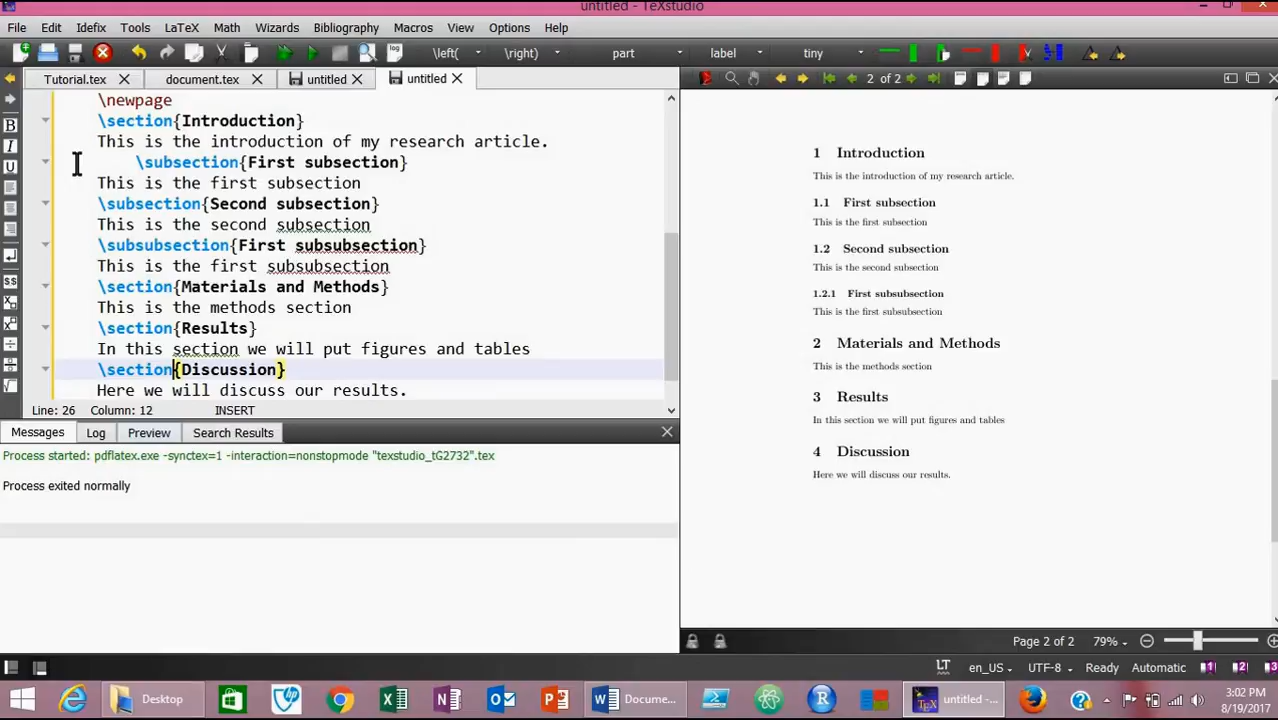 untitled - TeXstudio
File Edit Idefix Tools LaTeX Math Wizards Bibliography Macros View Options Help
\left( \right) part label tiny
Tutorial.tex document.tex untitled untitled
2 of 2
\newpage
\section{Introduction}
This is the introduction of my research article.
\subsection{First subsection}
This is the first subsection
\subsection{Second subsection}
This is the second subsection
\subsubsection{First subsubsection}
This is the first subsubsection
\section{Materials and Methods}
This is the methods section
\section{Results}
In this section we will put figures and tables
\section{Discussion}
Here we will discuss our results.
Line: 26 Column: 12 INSERT
Messages Log Preview Search Results
Process started: pdflatex.exe -synctex=1 -interaction=nonstopmode "texstudio_tG2732".tex
Process exited normally
1 Introduction
This is the introduction of my research article.
1.1 First subsection
This is the first subsection
1.2 Second subsection
This is the second subsection
1.2.1 First subsubsection
This is the first subsubsection
2 Materials and Methods
This is the methods section
3 Results
In this section we will put figures and tables
4 Discussion
Here we will discuss our results.
Page 2 of 2 79%
LT en_US UTF-8 Ready Automatic 1 2 3
Desktop Docume... untitled -...
3:02 PM
8/19/2017